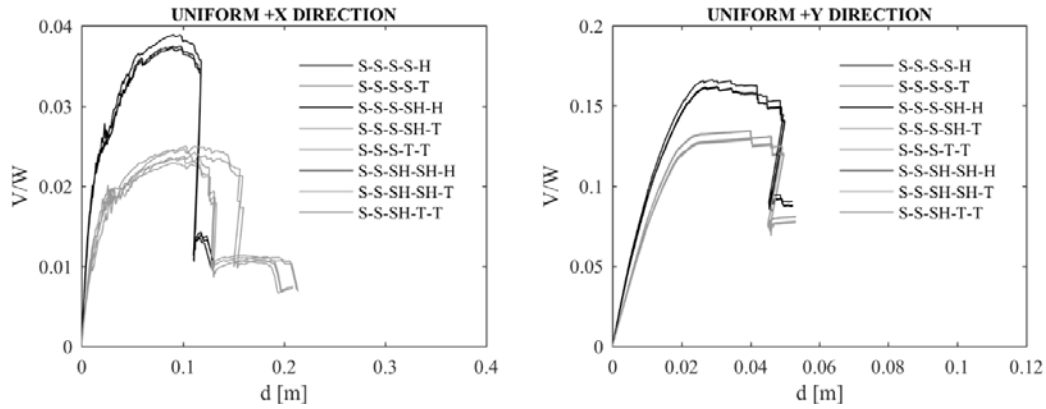 UNIFORM +X DIRECTION
0.04
0.03
0.02
0.01
0
V/W
S-S-S-S-H
S-S-S-S-T
S-S-S-SH-H
S-S-S-SH-T
S-S-S-T-T
S-S-SH-SH-H
S-S-SH-SH-T
S-S-SH-T-T
0 0.1 0.2 0.3 0.4
d [m]
UNIFORM +Y DIRECTION
0.2
0.15
0.1
0.05
0
V/W
S-S-S-S-H
S-S-S-S-T
S-S-S-SH-H
S-S-S-SH-T
S-S-S-T-T
S-S-SH-SH-H
S-S-SH-SH-T
S-S-SH-T-T
0 0.02 0.04 0.06 0.08 0.1 0.12
d [m]